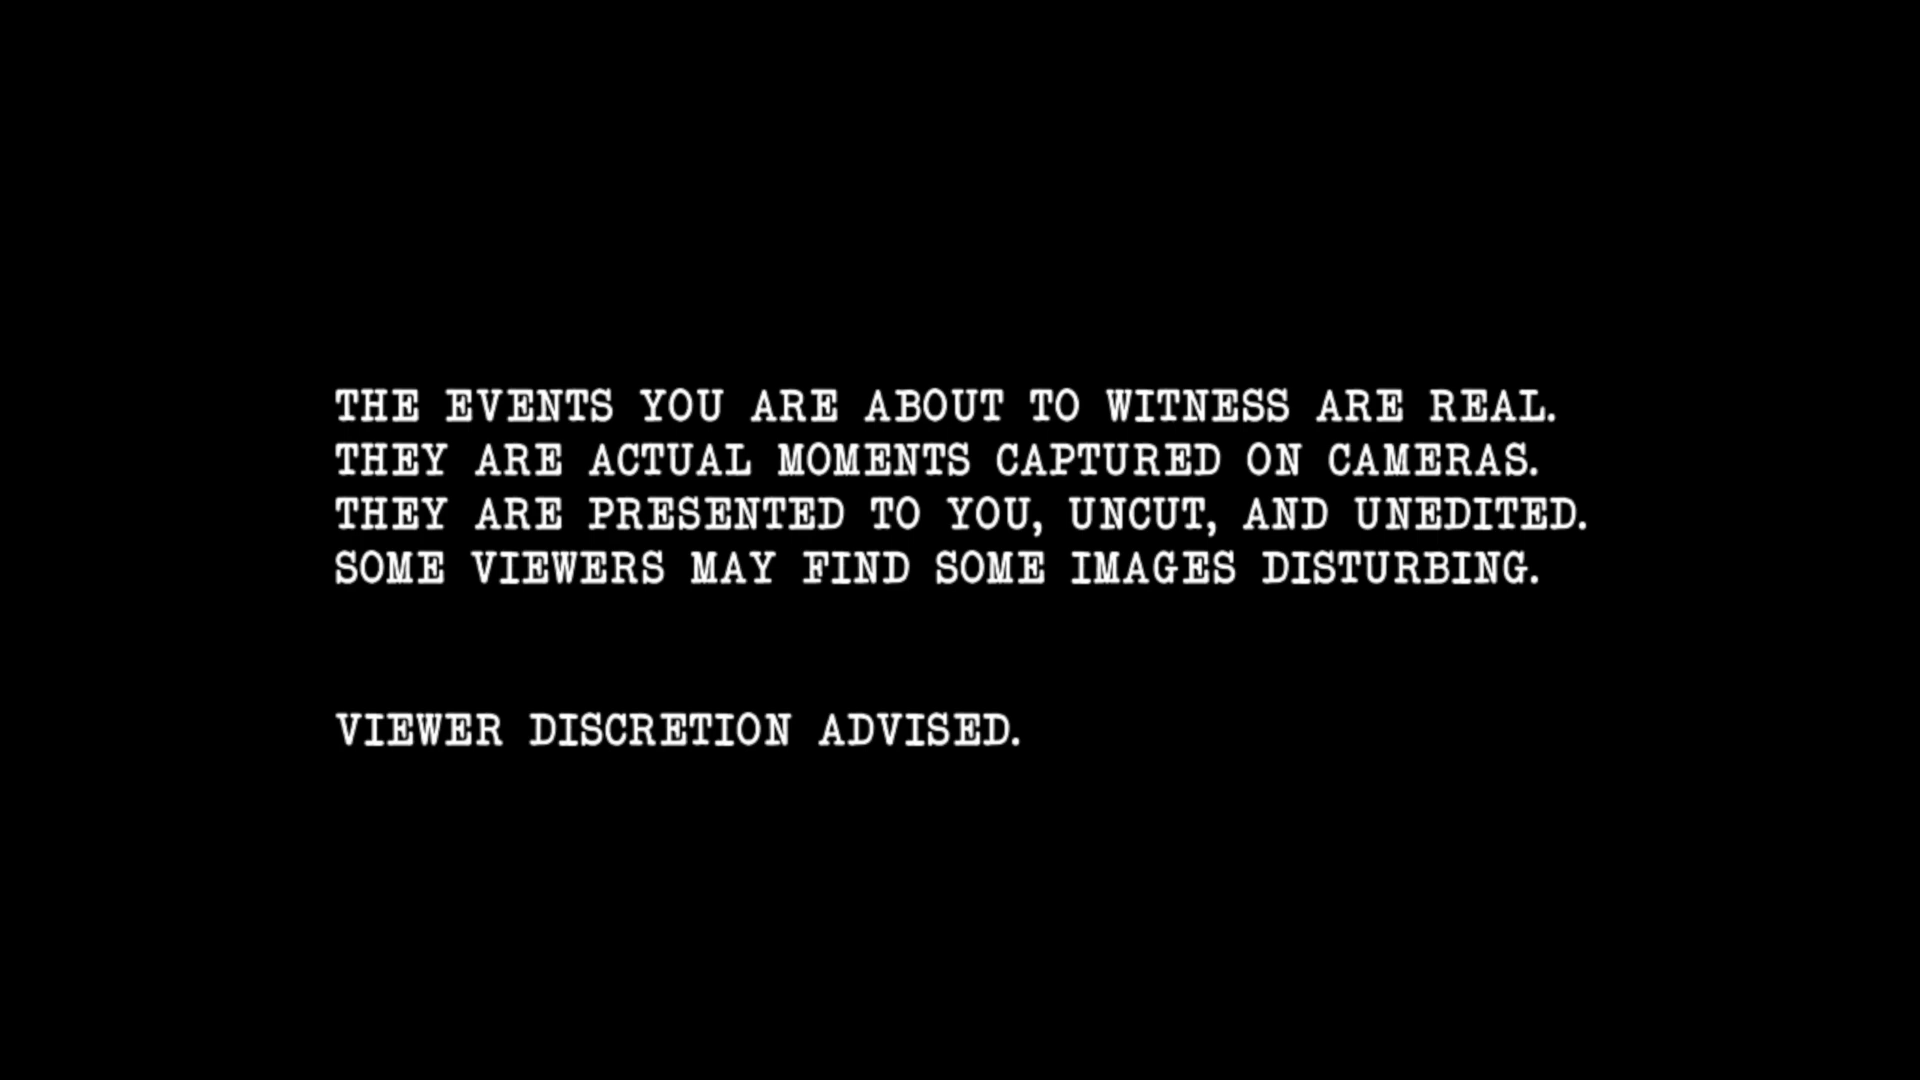 THE EVENTS YOU ARE ABOUT TO WITNESS ARE REAL.
THEY ARE ACTUAL MOMENTS CAPTURED ON CAMERAS.
THEY ARE PRESENTED TO YOU, UNCUT, AND UNEDITED.
SOME VIEWERS MAY FIND SOME IMAGES DISTURBING.
VIEWER DISCRETION ADVISED.